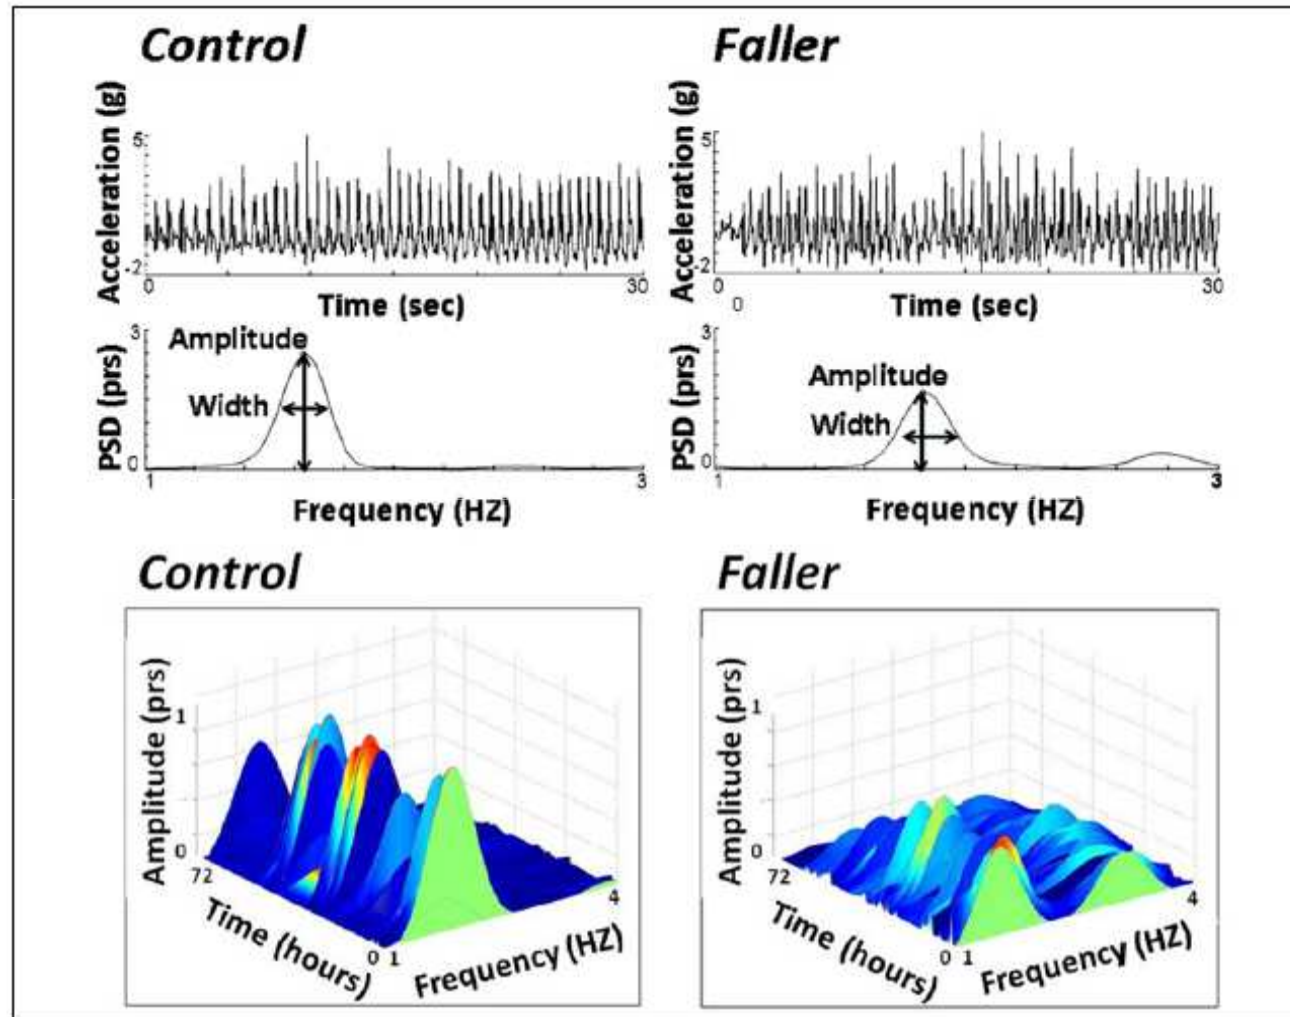 Control
Faller
Acceleration (g)
5
-2
0
30
Time (sec)
Acceleration (g)
5
-2
0
0
30
Time (sec)
PSD (prs)
3
0
Amplitude
Width
1
3
Frequency (HZ)
PSD (prs)
3
0
Amplitude
Width
1
3
Frequency (HZ)
Control
Faller
Amplitude (prs)
1
0
72
Time (hours)
0 1
Frequency (HZ)
4
Amplitude (prs)
1
0
72
Time (hours)
0 1
Frequency (HZ)
4